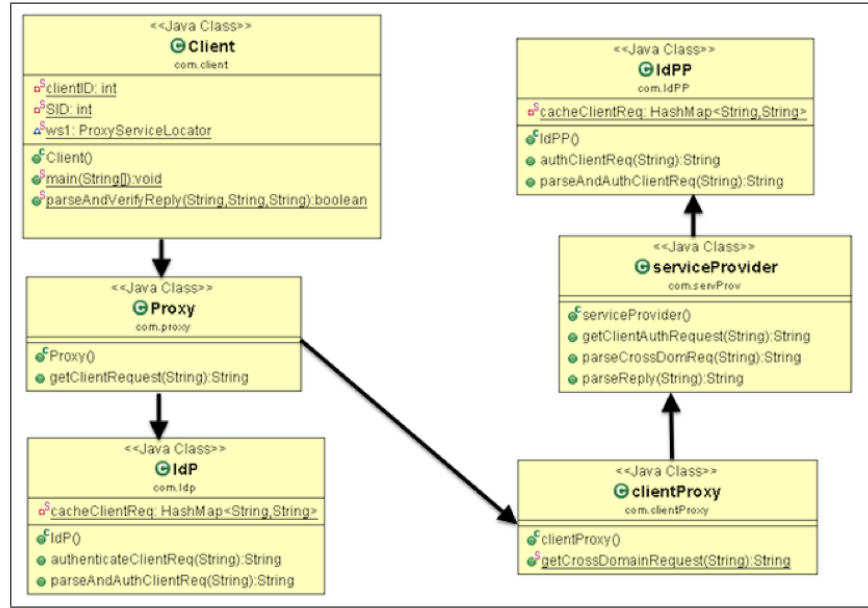 <<Java Class>>
Client
com.client
clientID: int
SID: int
ws1: ProxyServiceLocator
Client()
main(String[]):void
parseAndVerifyReply(String,String,String):boolean
<<Java Class>>
Proxy
com.proxy
Proxy()
getClientRequest(String):String
<<Java Class>>
IdP
com.Idp
cacheClientReq: HashMap<String,String>
IdP()
authenticateClientReq(String):String
parseAndAuthClientReq(String):String
<<Java Class>>
IdPP
com.IdPP
cacheClientReq: HashMap<String,String>
IdPP()
authClientReq(String):String
parseAndAuthClientReq(String):String
<<Java Class>>
serviceProvider
com.servProv
serviceProvider()
getClientAuthRequest(String):String
parseCrossDomReq(String):String
parseReply(String):String
<<Java Class>>
clientProxy
com.clientProxy
clientProxy()
getCrossDomainRequest(String):String